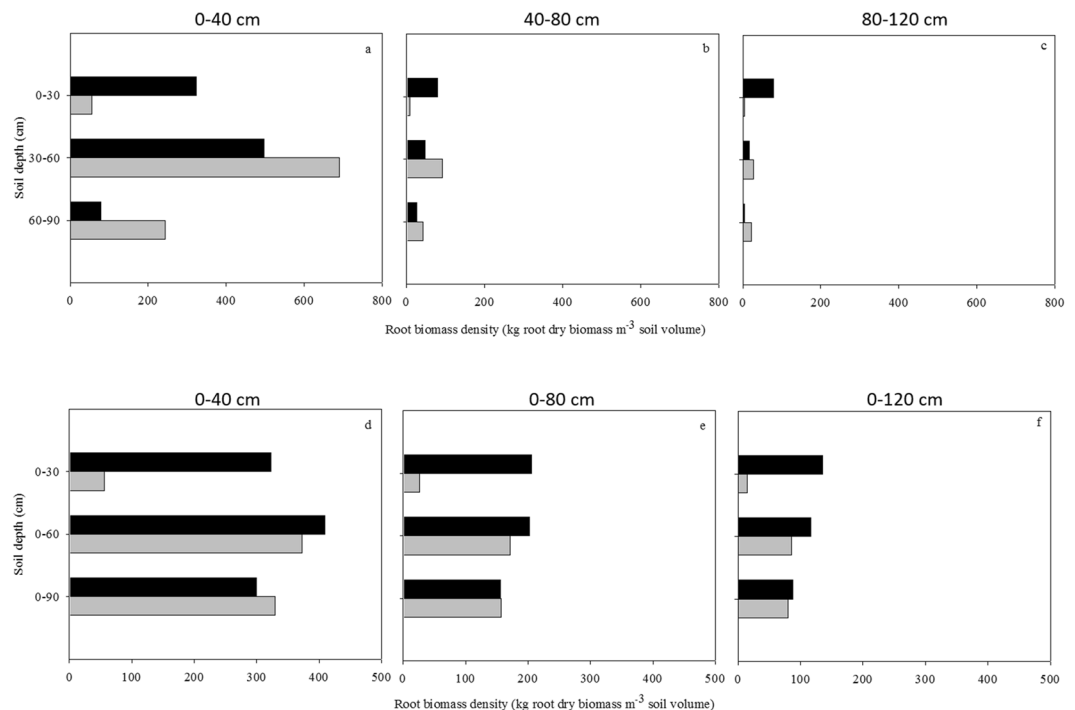 0-40 cm 40-80 cm 80-120 cm
a b c
Soil depth (cm)
0-30
30-60
60-90
0 200 400 600 800 0 200 400 600 800 0 200 400 600 800
Root biomass density (kg root dry biomass m⁻³ soil volume)
0-40 cm 0-80 cm 0-120 cm
d e f
Soil depth (cm)
0-30
0-60
0-90
0 100 200 300 400 500 0 100 200 300 400 500 0 100 200 300 400 500
Root biomass density (kg root dry biomass m⁻³ soil volume)